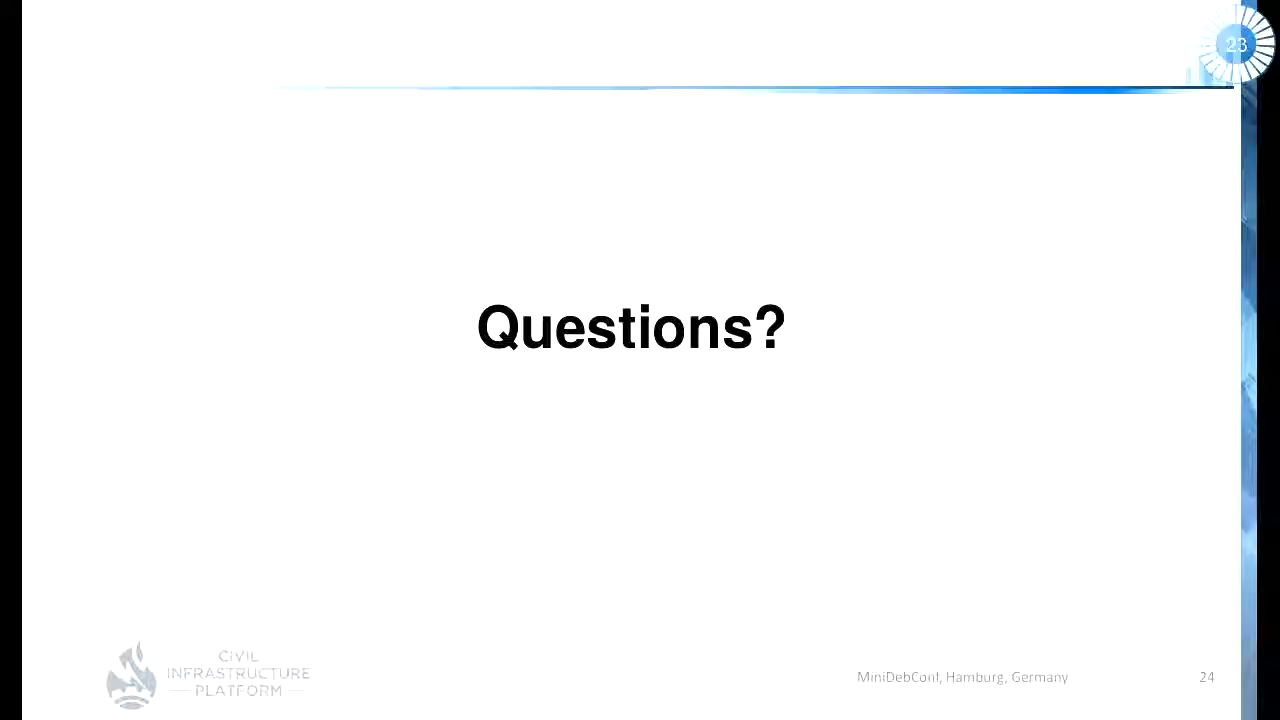 23
Questions?
CIVIL
INFRASTRUCTURE
PLATFORM
MiniDebConf, Hamburg, Germany
24